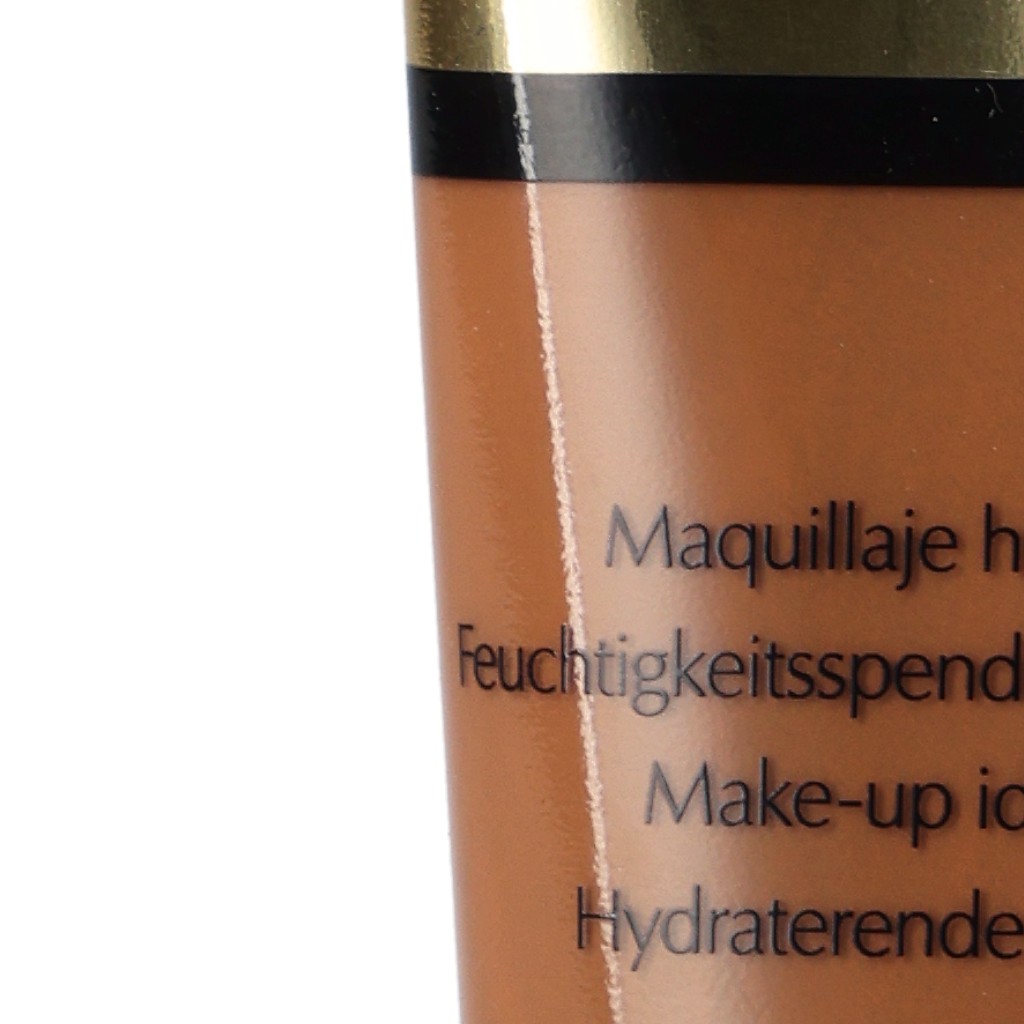 Maquillaje h
Feuchtigkeitsspend
Make-up id
Hydraterende